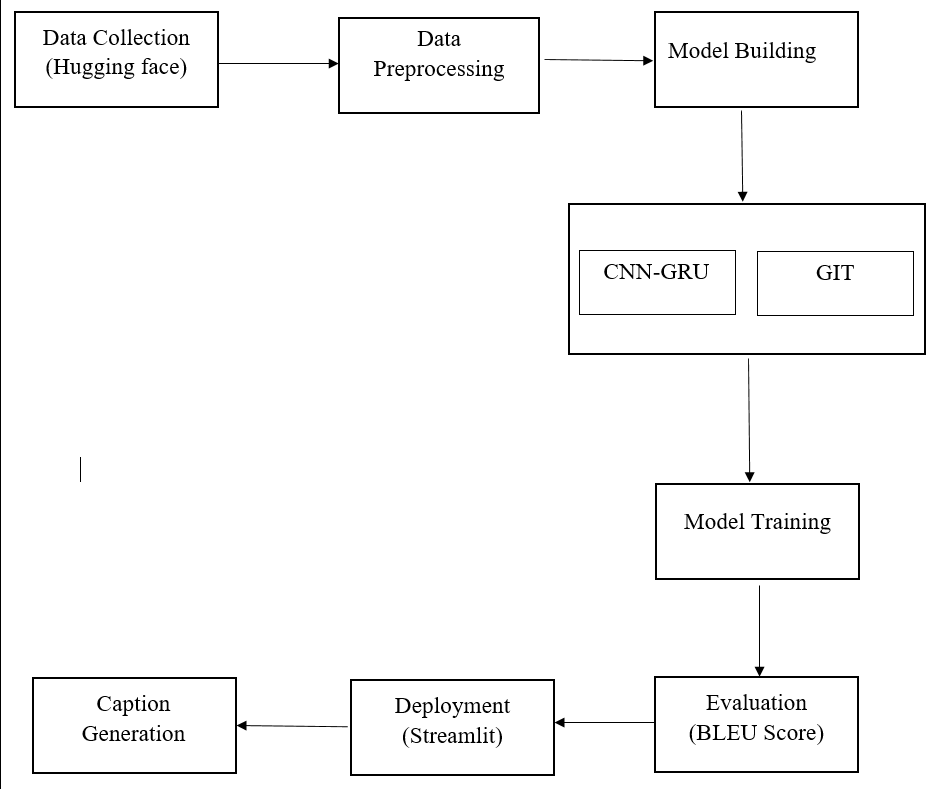 Data Collection
(Hugging face)
Data
Preprocessing
Model Building
CNN-GRU
GIT
Model Training
Evaluation
(BLEU Score)
Deployment
(Streamlit)
Caption
Generation